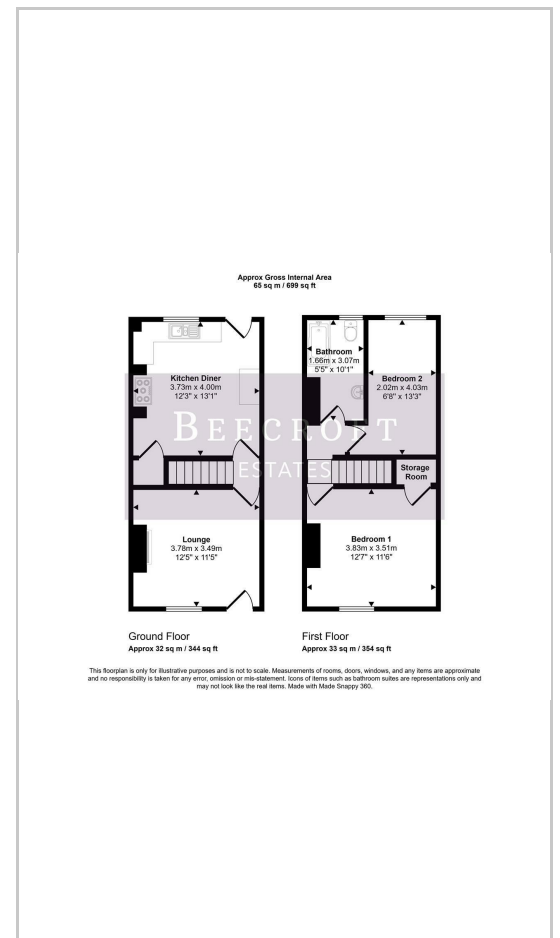 Approx Gross Internal Area
65 sq m / 699 sq ft
Kitchen Diner
3.73m x 4.00m
12'3" x 13'1"
Lounge
3.78m x 3.49m
12'5" x 11'5"
Bathroom
1.66m x 3.07m
5'5" x 10'1"
Bedroom 2
2.02m x 4.03m
6'8" x 13'3"
Storage
Room
Bedroom 1
3.83m x 3.51m
12'7" x 11'6"
BEECROFT
ESTATES
Ground Floor
Approx 32 sq m / 344 sq ft
First Floor
Approx 33 sq m / 354 sq ft
This floorplan is only for illustrative purposes and is not to scale. Measurements of rooms, doors, windows, and any items are approximate
and no responsibility is taken for any error, omission or mis-statement. Icons of items such as bathroom suites are representations only and
may not look like the real items. Made with Made Snappy 360.